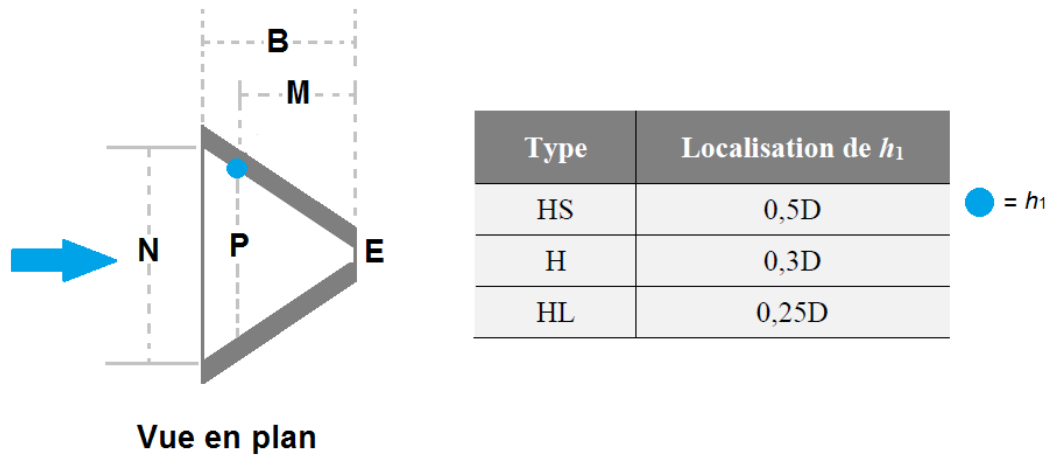 B
M
N
P
E
Vue en plan
Type Localisation de h1
HS 0,5D
H 0,3D
HL 0,25D
= h1